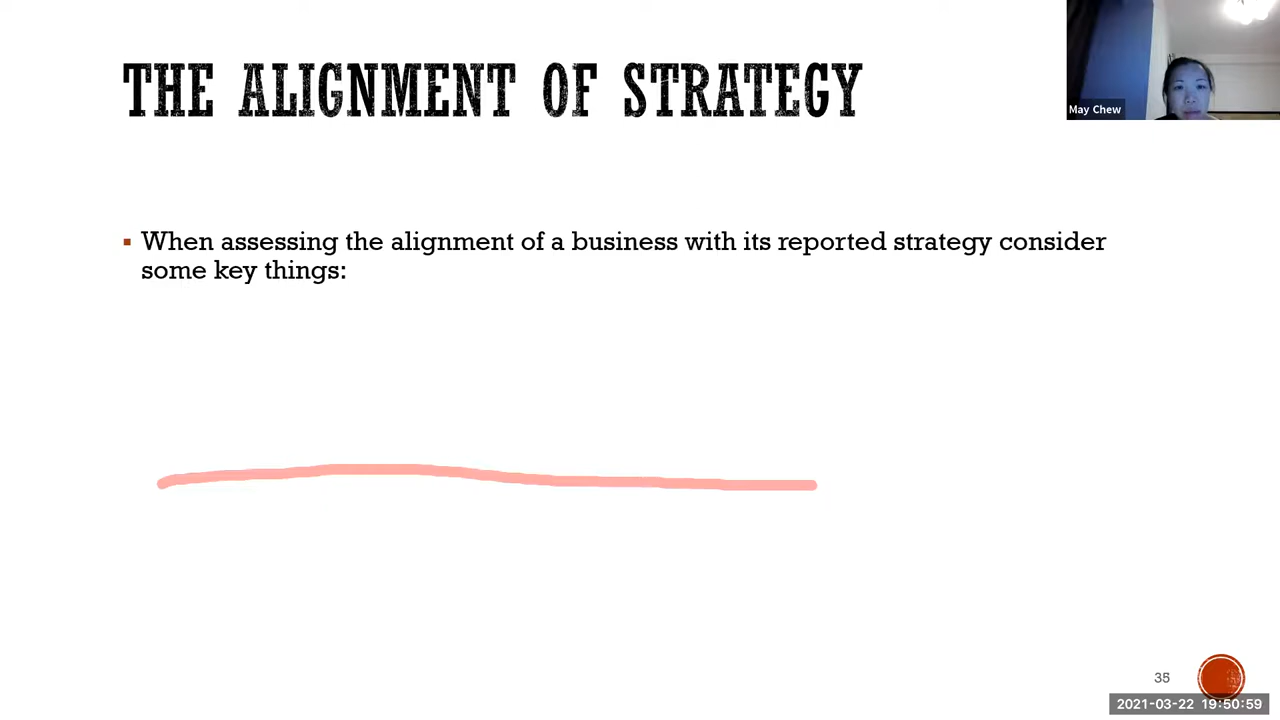 THE ALIGNMENT OF STRATEGY
May Chew
▪ When assessing the alignment of a business with its reported strategy consider
some key things:
35
2021-03-22 19:50:59